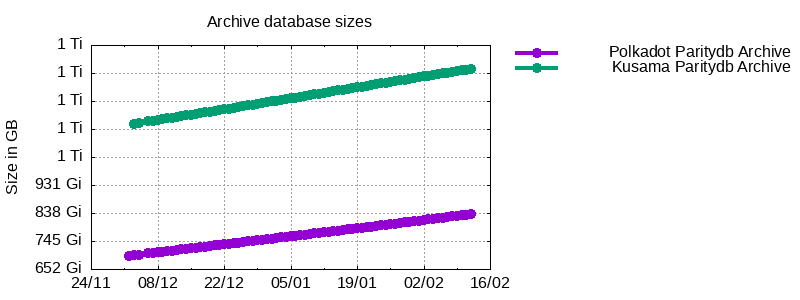 Archive database sizes
Polkadot Paritydb Archive
Kusama Paritydb Archive
Size in GB
1 Ti
1 Ti
1 Ti
1 Ti
1 Ti
931 Gi
838 Gi
745 Gi
652 Gi
24/11 08/12 22/12 05/01 19/01 02/02 16/02